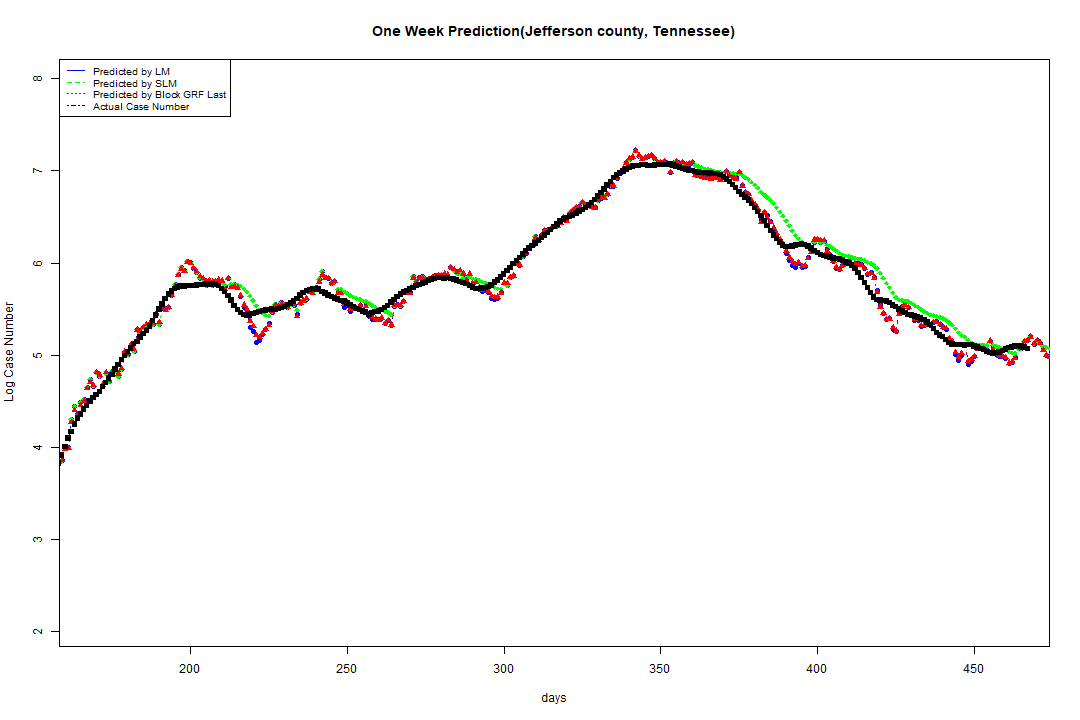 One Week Prediction(Jefferson county, Tennessee)
Predicted by LM
Predicted by SLM
Predicted by Block GRF Last
Actual Case Number
8
7
6
5
4
3
2
Log Case Number
200 250 300 350 400 450
days